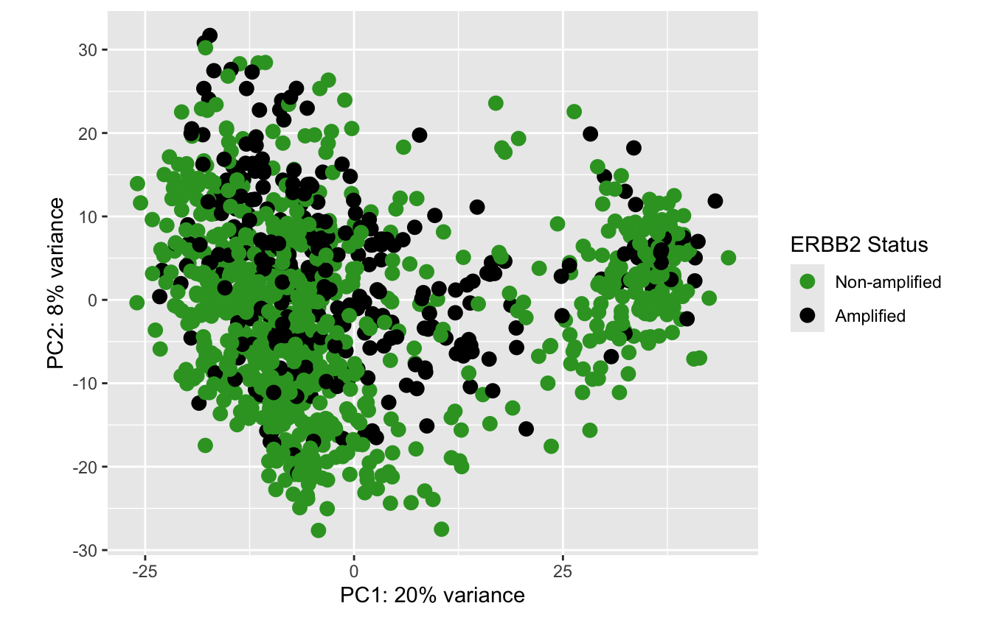 30
20
10
0
-10
-20
-30
-25
0
25
PC2: 8% variance
PC1: 20% variance
ERBB2 Status
Non-amplified
Amplified